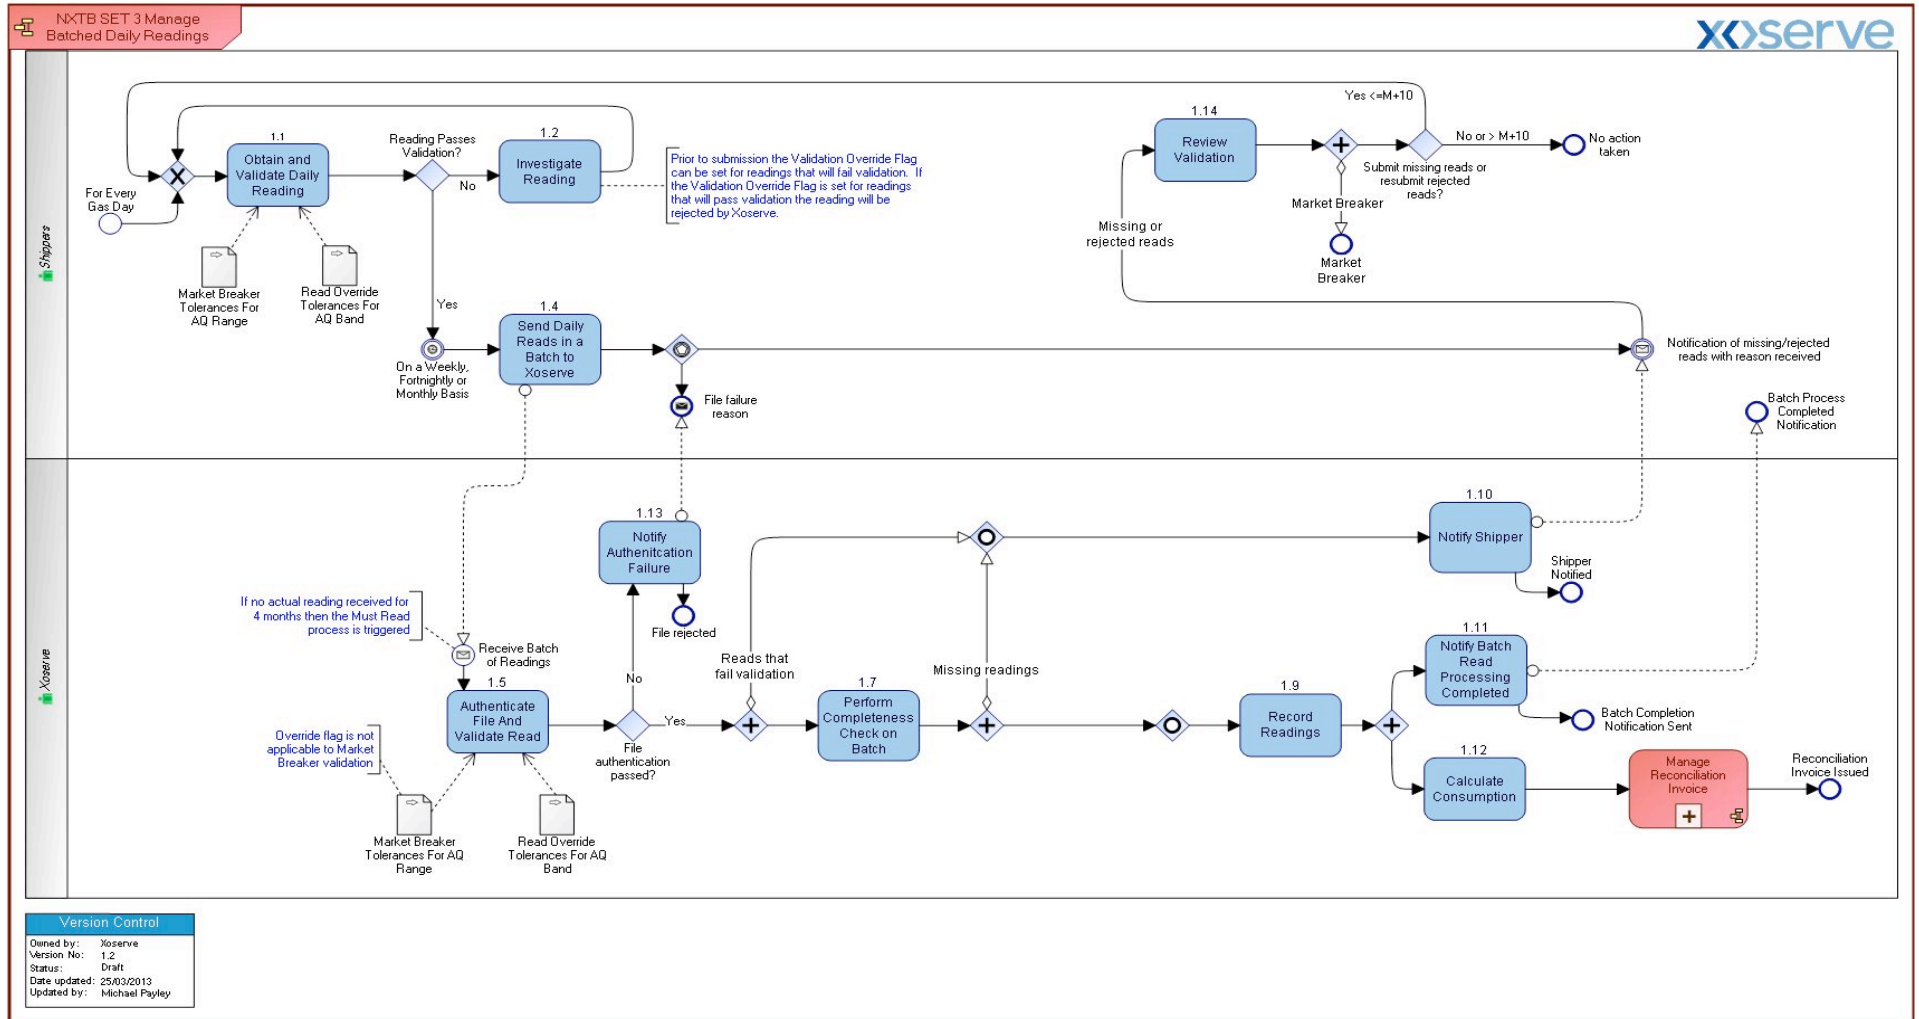 NXTB SET 3 Manage
Batched Daily Readings
xoserve
Shippers
For Every
Gas Day
1.1
Obtain and
Validate Daily
Reading
Market Breaker
Tolerances For
AQ Range
Read Override
Tolerances For
AQ Band
Reading Passes
Validation?
No
Yes
1.2
Investigate
Reading
Prior to submission the Validation Override Flag
can be set for readings that will fail validation. If
the Validation Override Flag is set for readings
that will pass validation the reading will be
rejected by Xoserve.
On a Weekly,
Fortnightly or
Monthly Basis
1.4
Send Daily
Reads in a
Batch to
Xoserve
File failure
reason
Missing or
rejected reads
1.14
Review
Validation
Market Breaker
Market
Breaker
Yes <=M+10
Submit missing reads or
resubmit rejected
reads?
No or > M+10
No action
taken
Notification of missing/rejected
reads with reason received
Batch Process
Completed
Notification
Xoserve
If no actual reading received for
4 months then the Must Read
process is triggered
Receive Batch
of Readings
1.5
Authenticate
File And
Validate Read
Override flag is not
applicable to Market
Breaker validation
Market Breaker
Tolerances For AQ
Range
Read Override
Tolerances For AQ
Band
File
authentication
passed?
No
Yes
1.13
Notify
Authenitcation
Failure
File rejected
Reads that
fail validation
1.7
Perform
Completeness
Check on
Batch
Missing readings
1.9
Record
Readings
1.10
Notify Shipper
Shipper
Notified
1.11
Notify Batch
Read
Processing
Completed
Batch Completion
Notification Sent
1.12
Calculate
Consumption
Manage
Reconciliation
Invoice
Reconciliation
Invoice Issued
Version Control
Owned by: Xoserve
Version No: 1.2
Status: Draft
Date updated: 25/03/2013
Updated by: Michael Payley